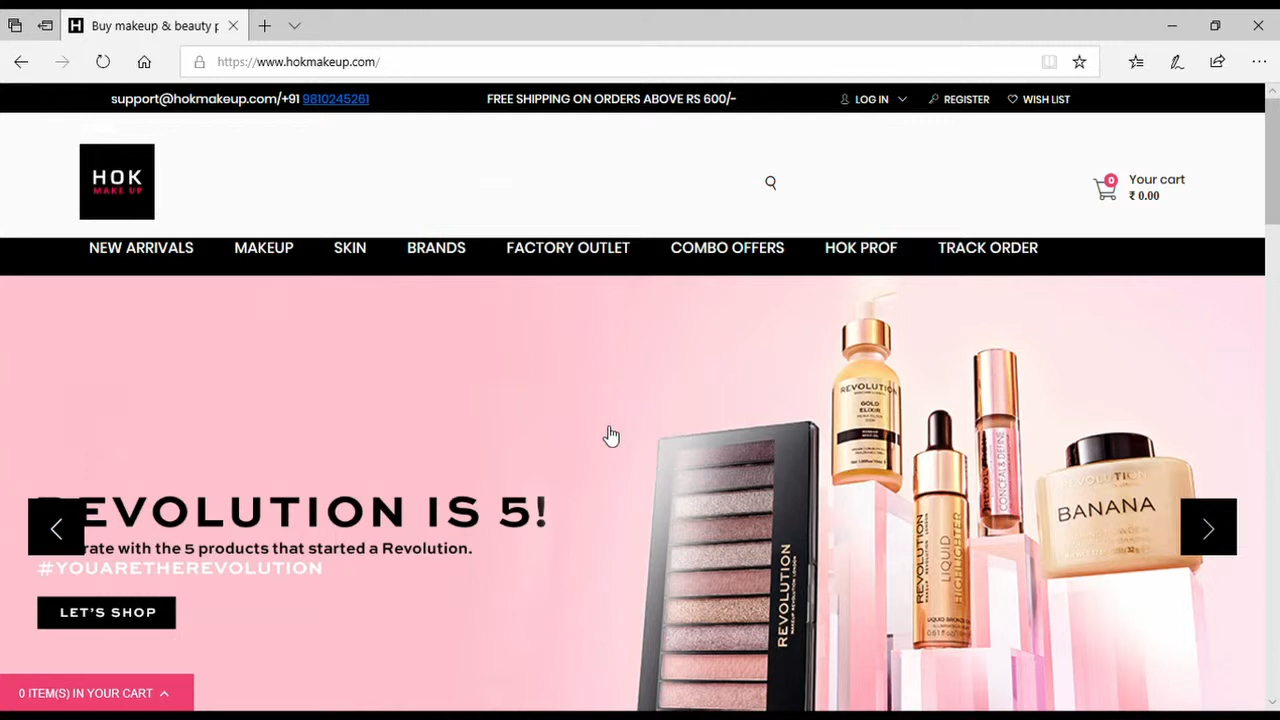 Buy makeup & beauty p
https://www.hokmakeup.com/
support@hokmakeup.com/+91 9810245261
FREE SHIPPING ON ORDERS ABOVE RS 600/-
LOG IN
REGISTER
WISH LIST
HOK
MAKE UP
0
Your cart
₹ 0.00
NEW ARRIVALS
MAKEUP
SKIN
BRANDS
FACTORY OUTLET
COMBO OFFERS
HOK PROF
TRACK ORDER
EVOLUTION IS 5!
rate with the 5 products that started a Revolution.
#YOUARETHEREVOLUTION
LET'S SHOP
REVOLUTION
MAKEUP REVOLUTION LONDON
REVOLUTION
GOLD
ELIXIR
REVOLUTION
LIQUID
HIGHLIGHTER
CONCEAL & DEFINE
REVOLUTION
BANANA
0 ITEM(S) IN YOUR CART